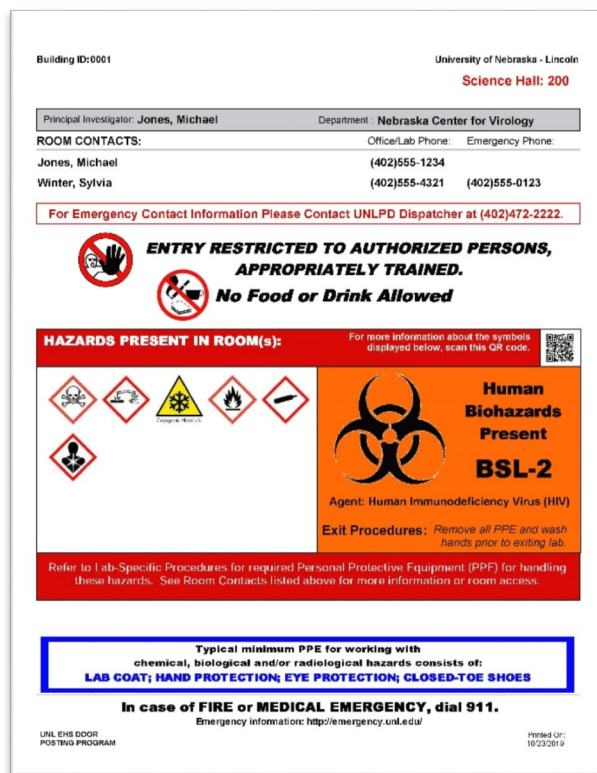 Building ID:0001
University of Nebraska - Lincoln
Science Hall: 200
Principal Investigator: Jones, Michael
Department : Nebraska Center for Virology
ROOM CONTACTS:
Office/Lab Phone:
Emergency Phone:
Jones, Michael
(402)555-1234
Winter, Sylvia
(402)555-4321
(402)555-0123
For Emergency Contact Information Please Contact UNLPD Dispatcher at (402)472-2222.
ENTRY RESTRICTED TO AUTHORIZED PERSONS,
APPROPRIATELY TRAINED.
No Food or Drink Allowed
HAZARDS PRESENT IN ROOM(s):
For more information about the symbols
displayed below, scan this QR code.
Cryogenic Materials
Human
Biohazards
Present
BSL-2
Agent: Human Immunodeficiency Virus (HIV)
Exit Procedures: Remove all PPE and wash
hands prior to exiting lab.
Refer to Lab-Specific Procedures for required Personal Protective Equipment (PPE) for handling
these hazards. See Room Contacts listed above for more information or room access.
Typical minimum PPE for working with
chemical, biological and/or radiological hazards consists of:
LAB COAT; HAND PROTECTION; EYE PROTECTION; CLOSED-TOE SHOES
In case of FIRE or MEDICAL EMERGENCY, dial 911.
Emergency information: http://emergency.unl.edu/
UNL EHS DOOR
POSTING PROGRAM
Printed On:
10/23/2019